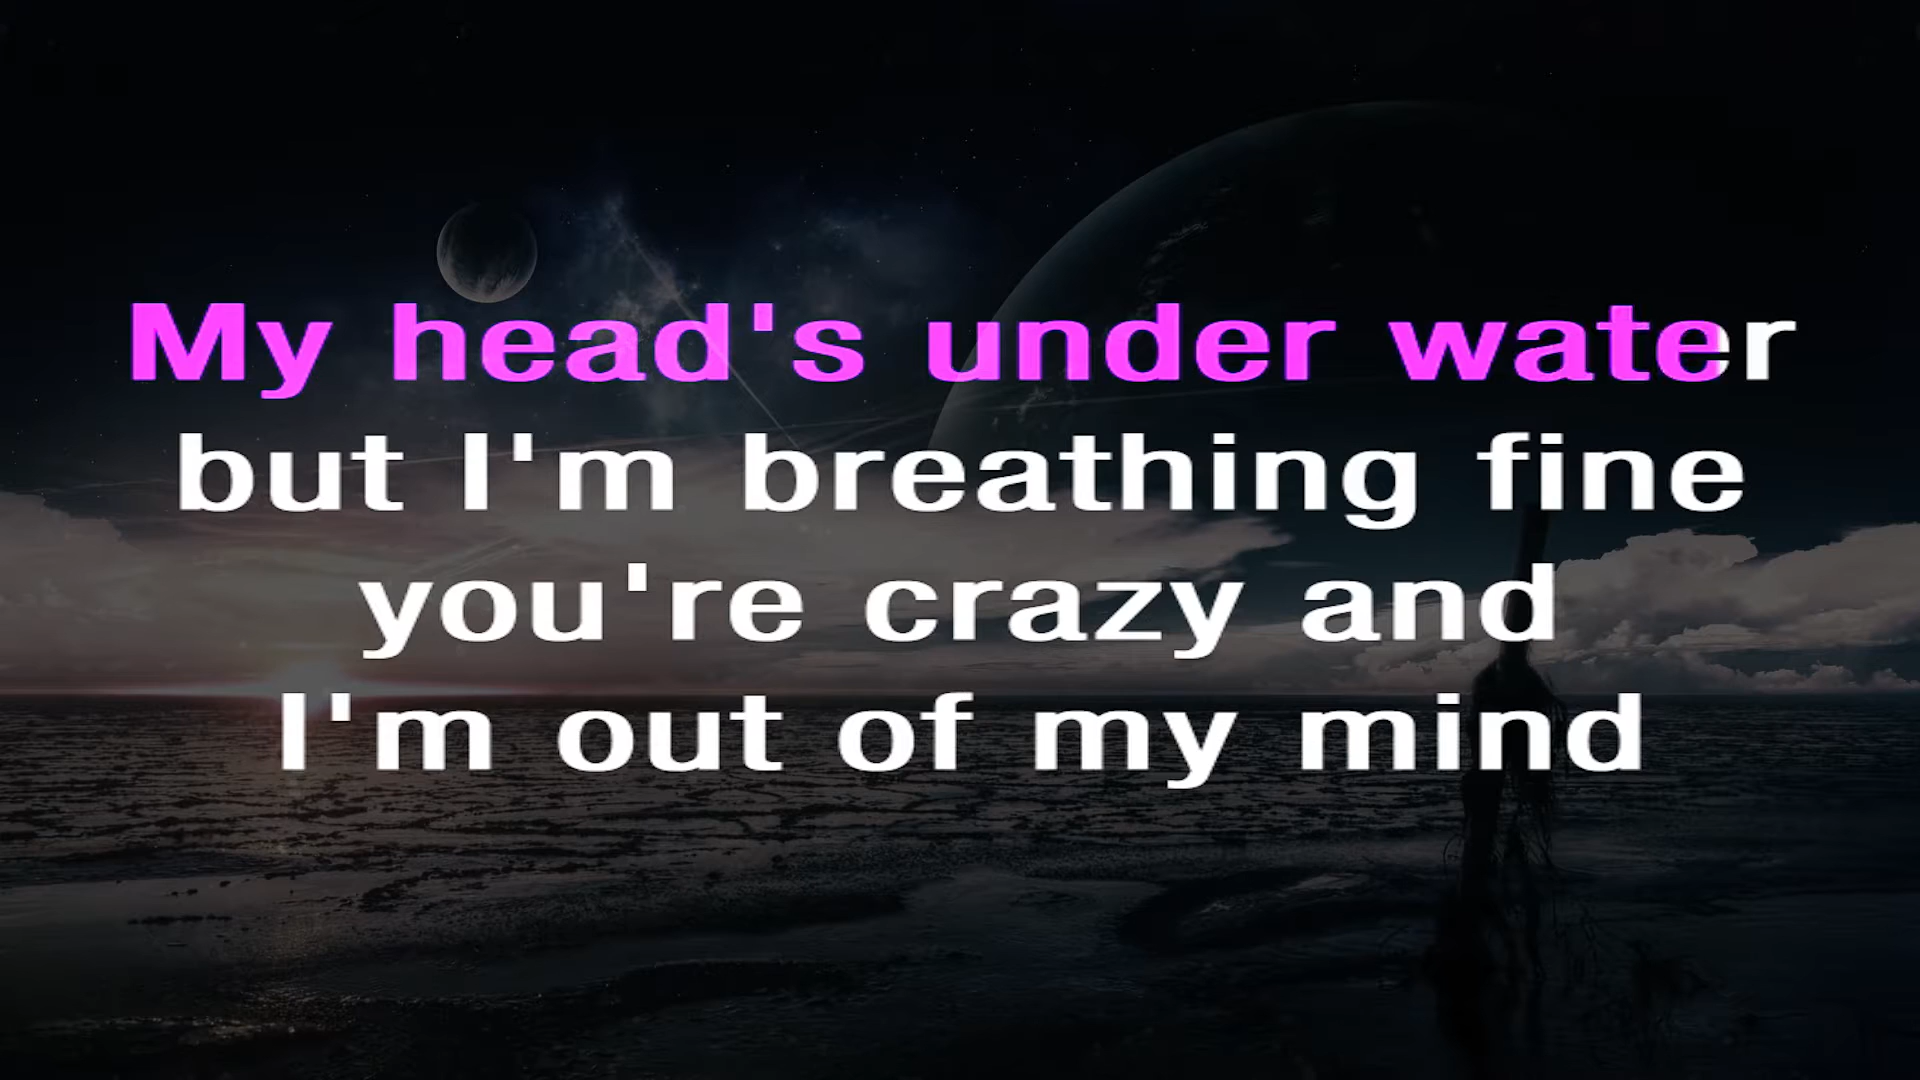 My head's under water
but I'm breathing fine
you're crazy and
I'm out of my mind